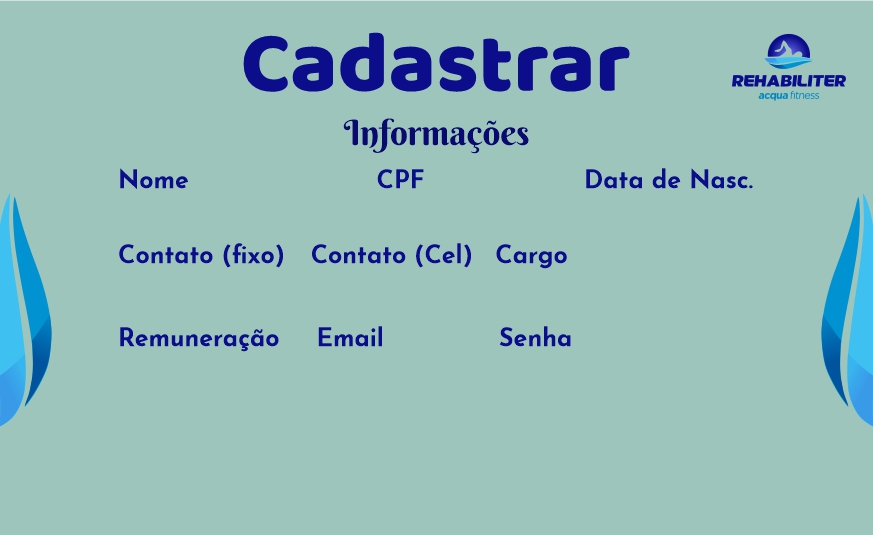 Cadastrar
REHABILITER
acqua fitness
Informações
Nome CPF Data de Nasc.
Contato (fixo) Contato (Cel) Cargo
Remuneração Email Senha